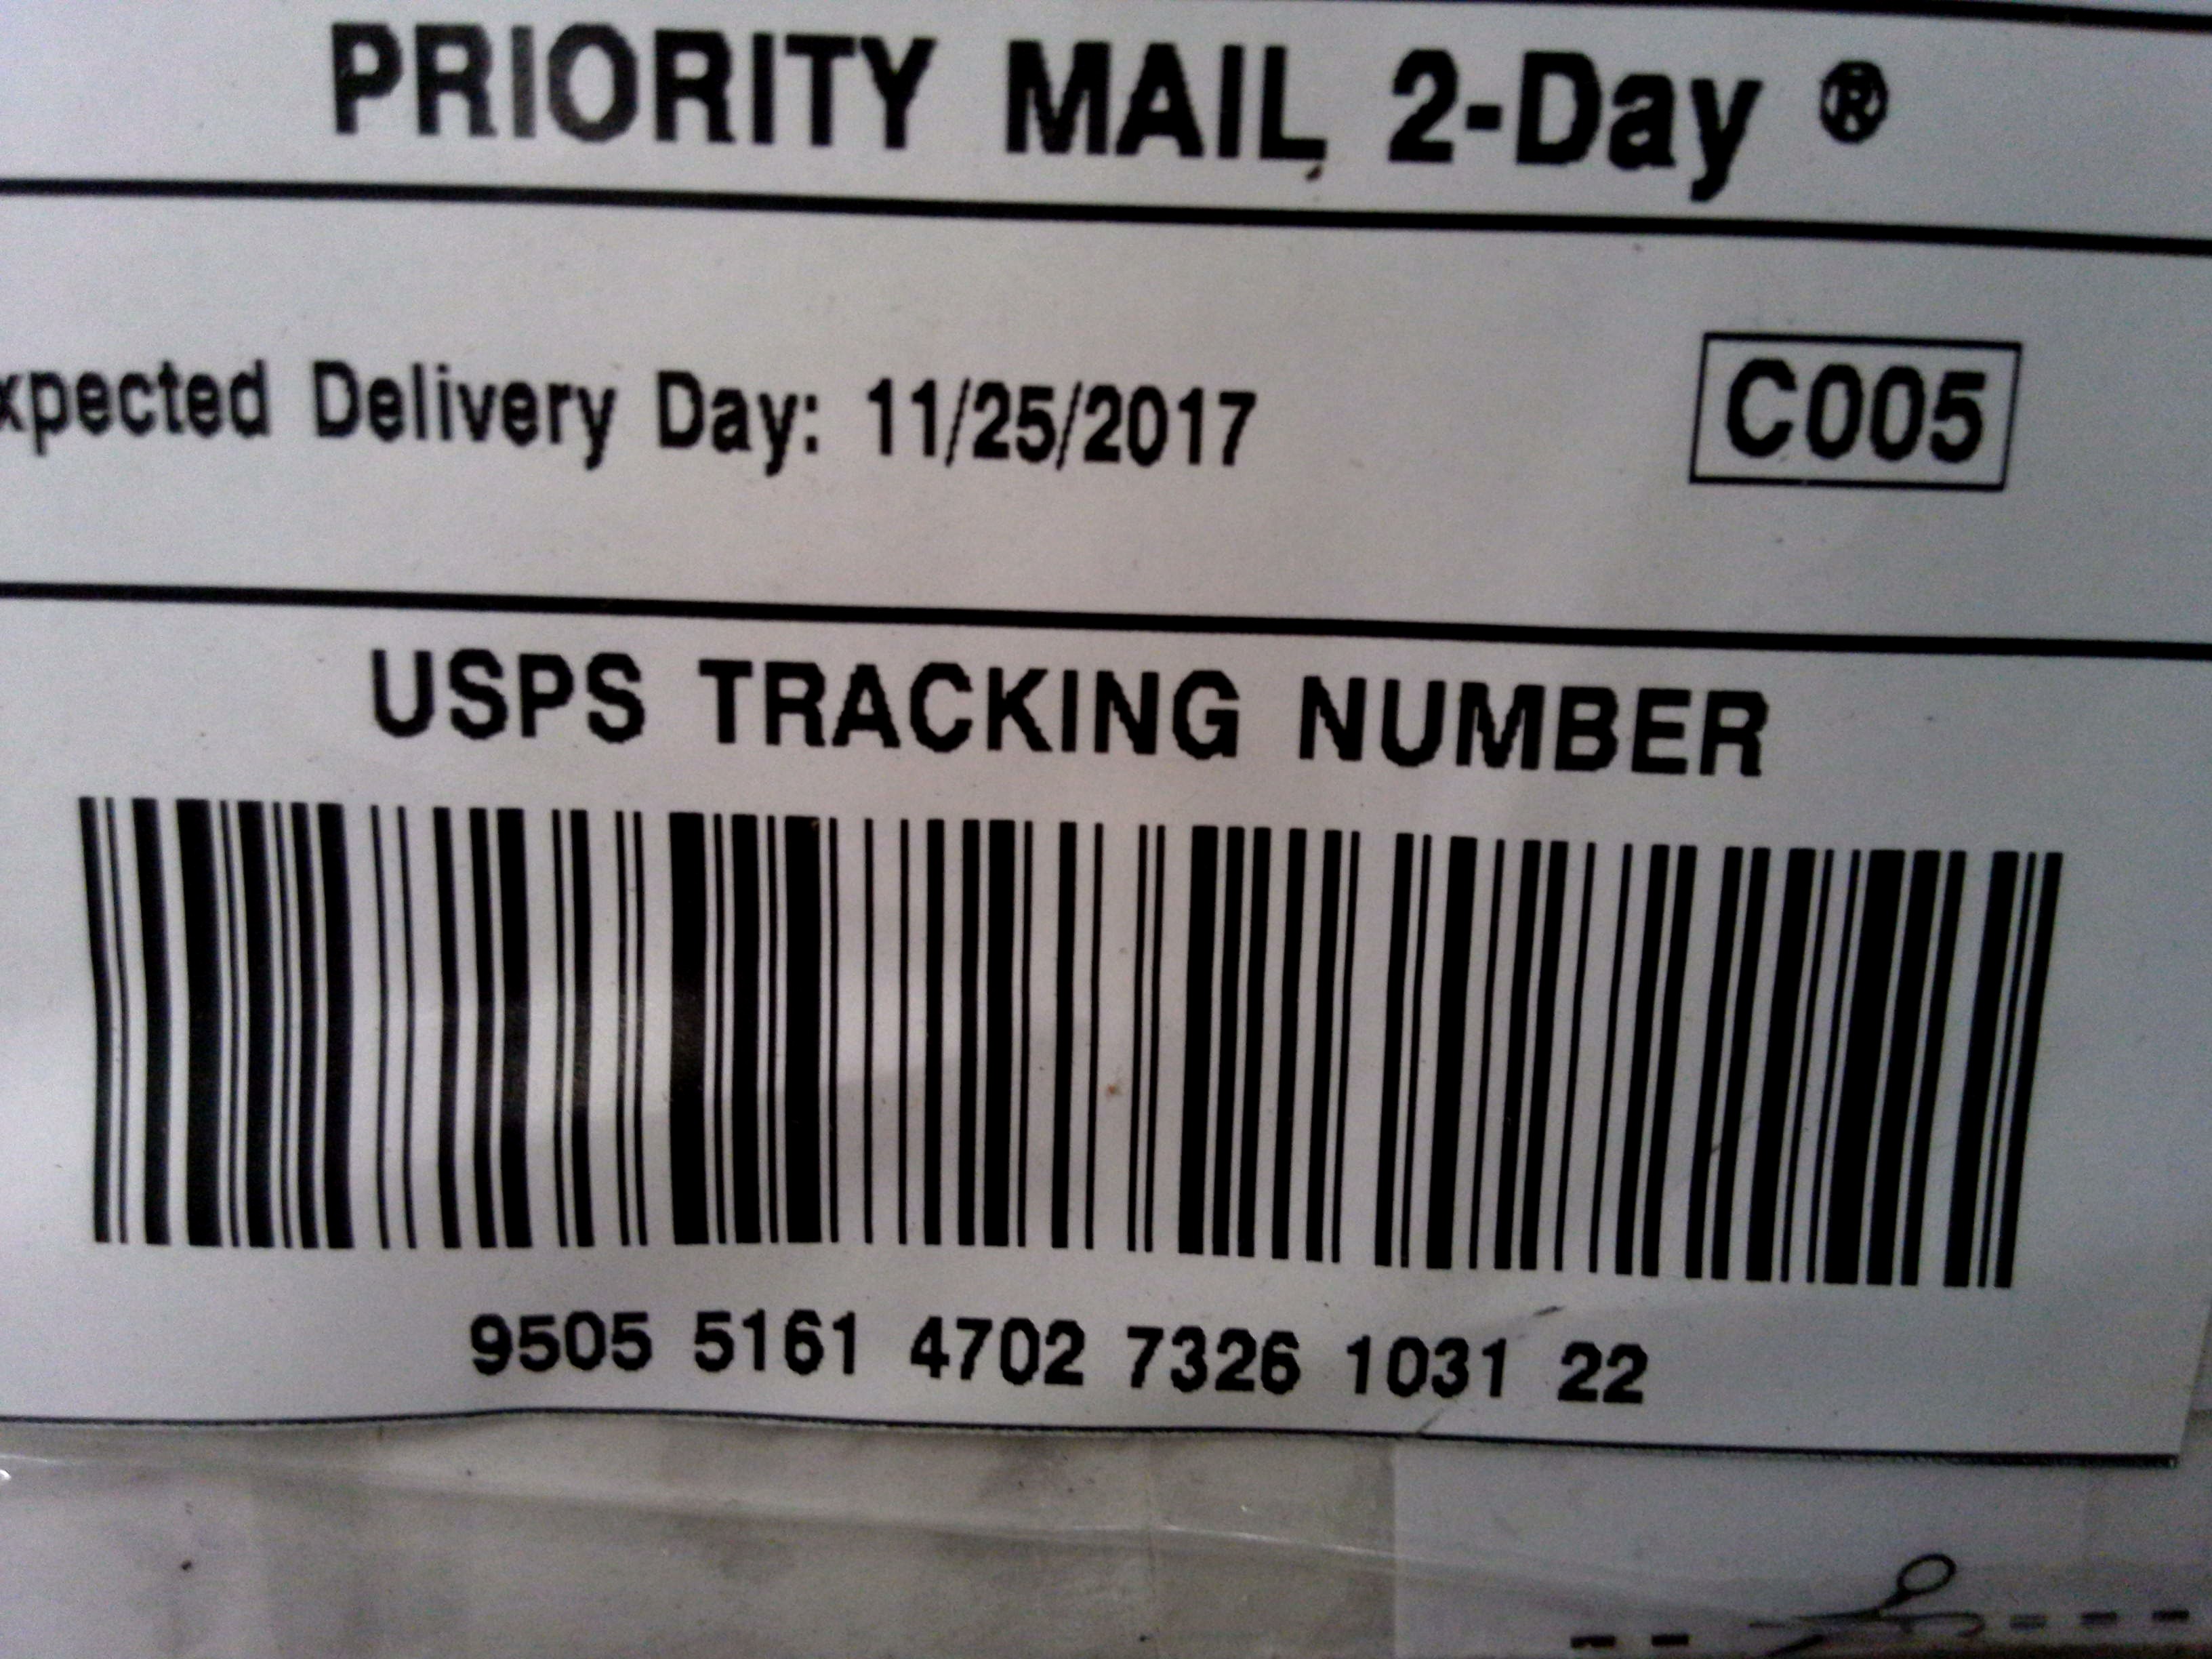 PRIORITY MAIL 2-Day ®
xpected Delivery Day: 11/25/2017
C005
USPS TRACKING NUMBER
9505 5161 4702 7326 1031 22